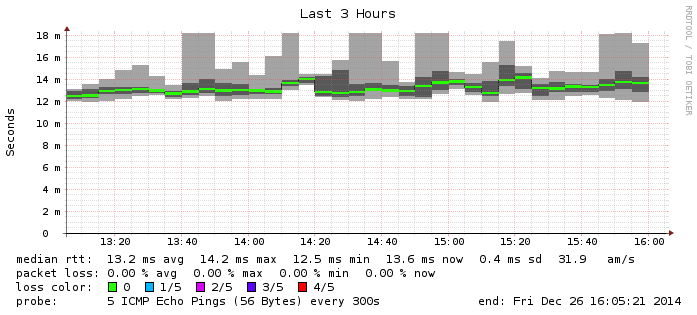 Last 3 Hours
RRDTOOL / TOBI OETIKER
Seconds
18 m
16 m
14 m
12 m
10 m
8 m
6 m
4 m
2 m
0
13:20 13:40 14:00 14:20 14:40 15:00 15:20 15:40 16:00
median rtt: 13.2 ms avg 14.2 ms max 12.5 ms min 13.6 ms now 0.4 ms sd 31.9 am/s
packet loss: 0.00 % avg 0.00 % max 0.00 % min 0.00 % now
loss color: 0 1/5 2/5 3/5 4/5
probe: 5 ICMP Echo Pings (56 Bytes) every 300s end: Fri Dec 26 16:05:21 2014